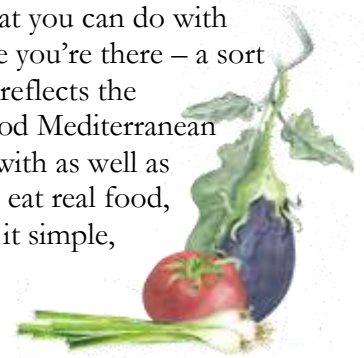 at you can do with
e you’re there – a sort
reflects the
od Mediterranean
with as well as
eat real food,
it simple,